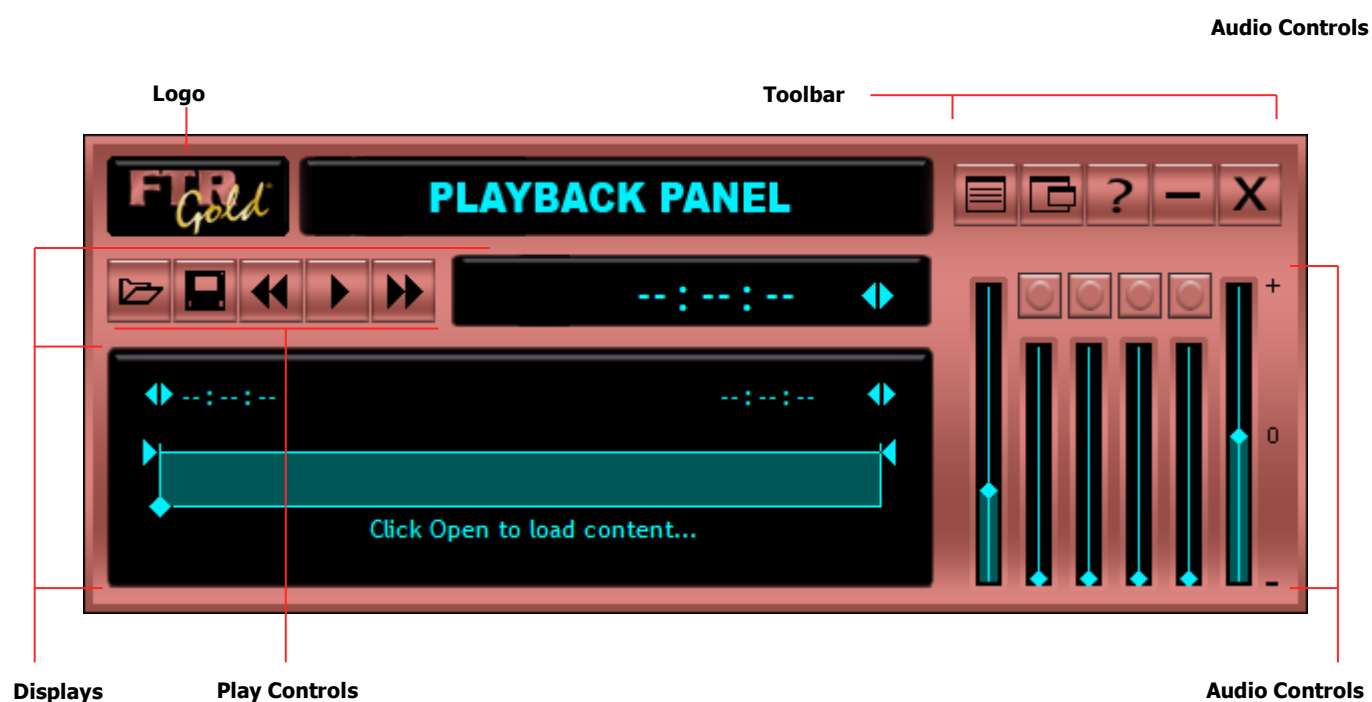 Audio Controls
Logo
Toolbar
FTR
Gold
PLAYBACK PANEL
? – X
--:--:--
+
--:--:--
--:--:--
0
Click Open to load content...
-
Displays
Play Controls
Audio Controls